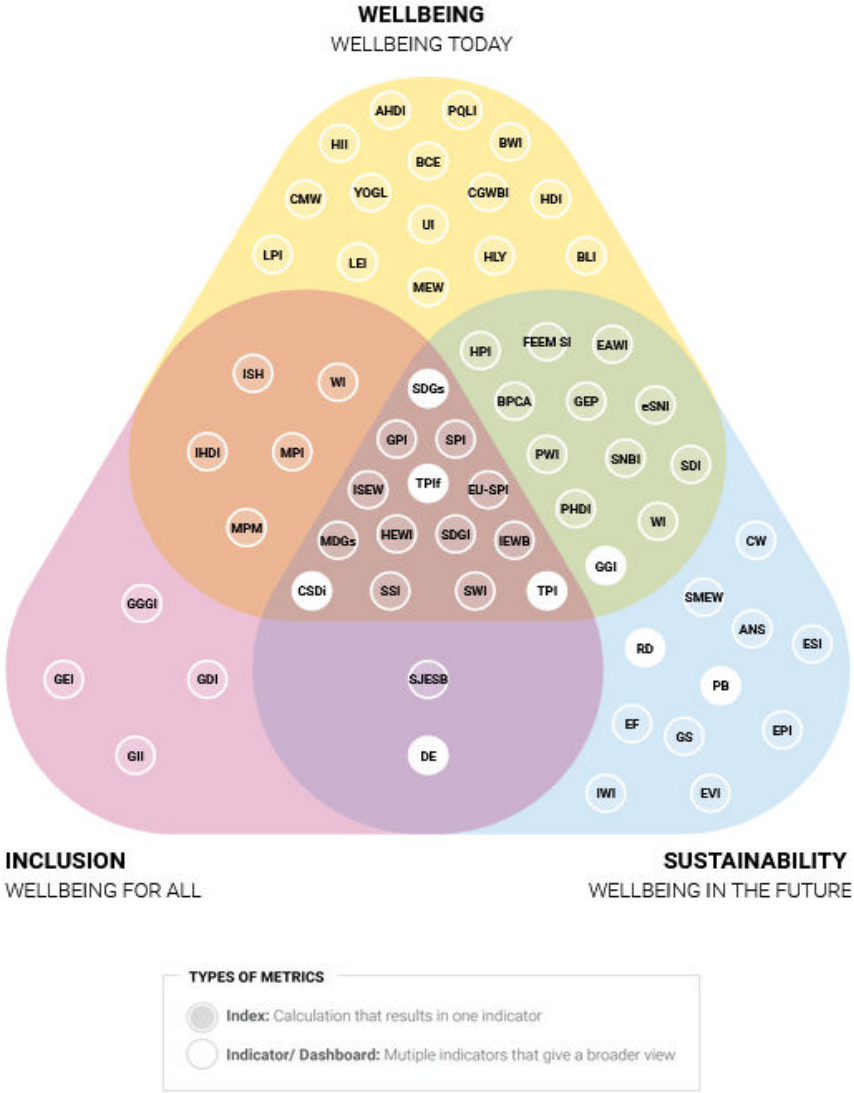 WELLBEING
WELLBEING TODAY
AHDI
PQLI
HII
BWI
BCE
CMW
YOGL
CGWBI
HDI
UI
LPI
LEI
HLY
BLI
MEW
ISH
WI
IHDI
MPI
MPM
SDGs
GPI
SPI
ISEW
TPIf
EU-SPI
MDGs
HEWI
SDGI
IEWB
CSDi
SSI
SWI
TPI
HPI
FEEM SI
EAWI
BPCA
GEP
eSNI
PWI
SNBI
SDI
PHDI
WI
GGI
GGGI
GEI
GDI
GII
SJESB
DE
CW
SMEW
ANS
ESI
RD
PB
EF
GS
EPI
IWI
EVI
INCLUSION
WELLBEING FOR ALL
SUSTAINABILITY
WELLBEING IN THE FUTURE
TYPES OF METRICS
Index: Calculation that results in one indicator
Indicator/ Dashboard: Mutiple indicators that give a broader view